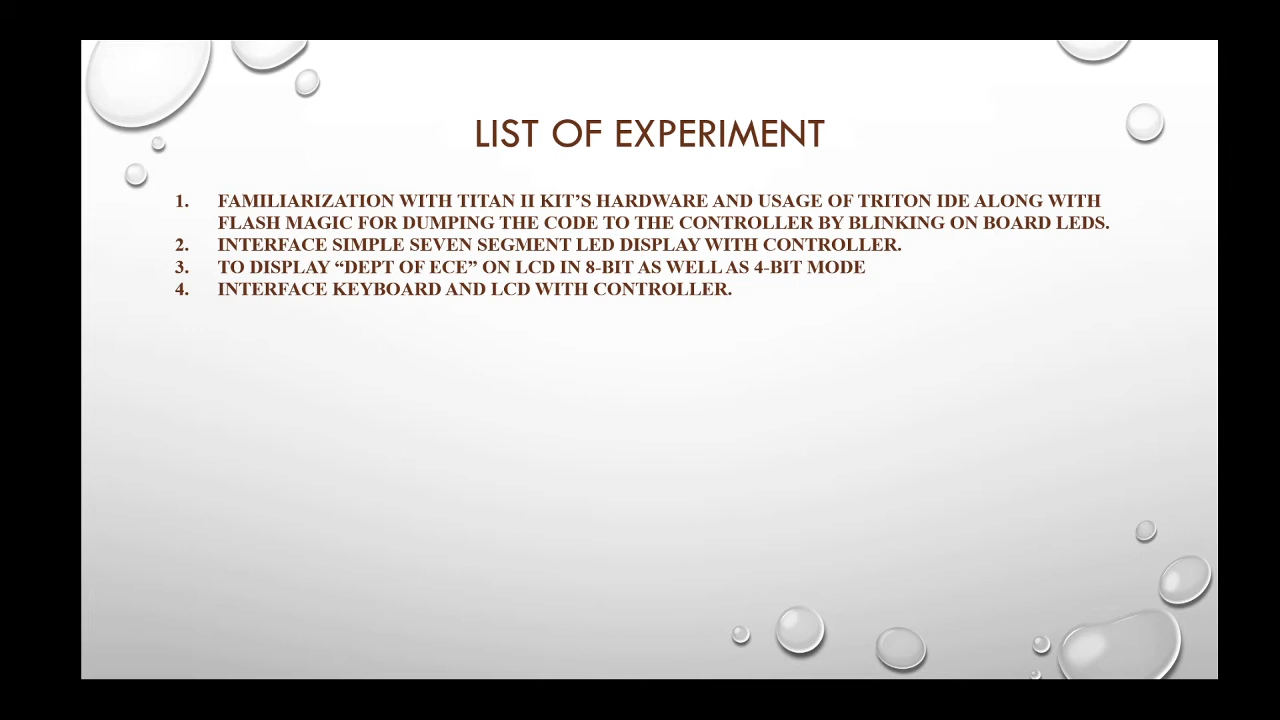 LIST OF EXPERIMENT
1. FAMILIARIZATION WITH TITAN II KIT’S HARDWARE AND USAGE OF TRITON IDE ALONG WITH
FLASH MAGIC FOR DUMPING THE CODE TO THE CONTROLLER BY BLINKING ON BOARD LEDS.
2. INTERFACE SIMPLE SEVEN SEGMENT LED DISPLAY WITH CONTROLLER.
3. TO DISPLAY “DEPT OF ECE” ON LCD IN 8-BIT AS WELL AS 4-BIT MODE
4. INTERFACE KEYBOARD AND LCD WITH CONTROLLER.